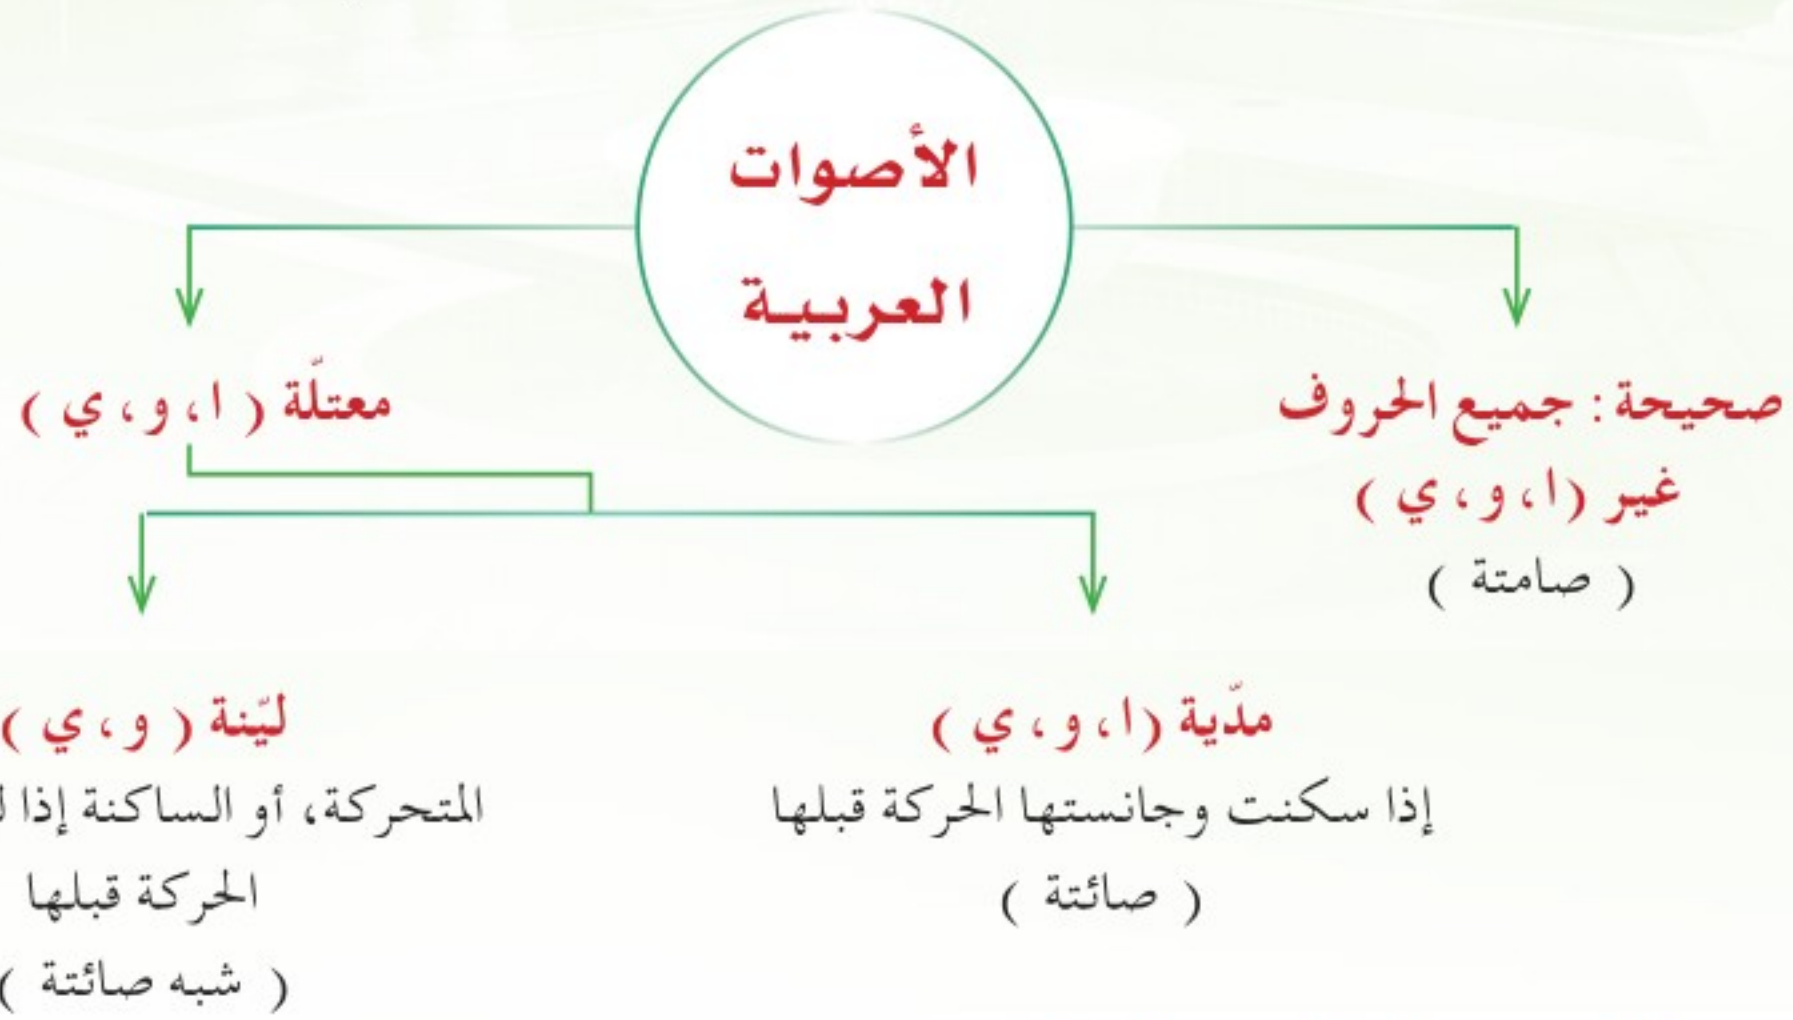 الأصوات
العربية
صحيحة : جميع الحروف
غير (ا، و، ي )
( صامتة )
معتلّة ( ا، و، ي )
مدّية (ا، و، ي )
إذا سكنت وجانستها الحركة قبلها
( صائتة )
ليّنة ( و، ي )
المتحركة، أو الساكنة إذا
الحركة قبلها
( شبه صائتة )